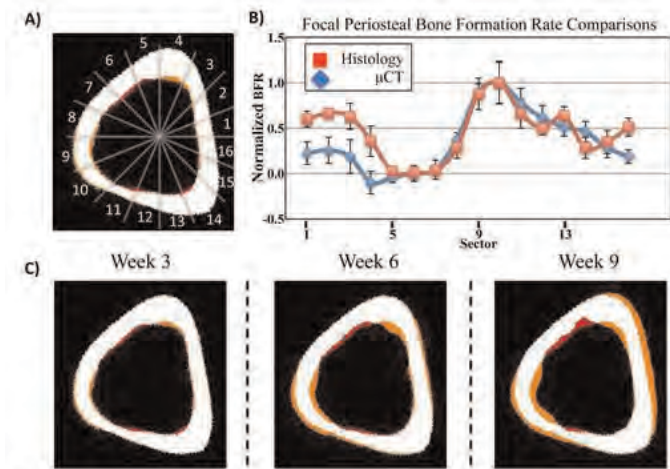 A)
5 4
6 3
7 2
8 1
9 16
10 15
11 12 13 14
B)
Focal Periosteal Bone Formation Rate Comparisons
Histology
µCT
Normalized BFR
1.5
1.0
0.5
0.0
-0.5
1 5 9 13
Sector
C)
Week 3 Week 6 Week 9